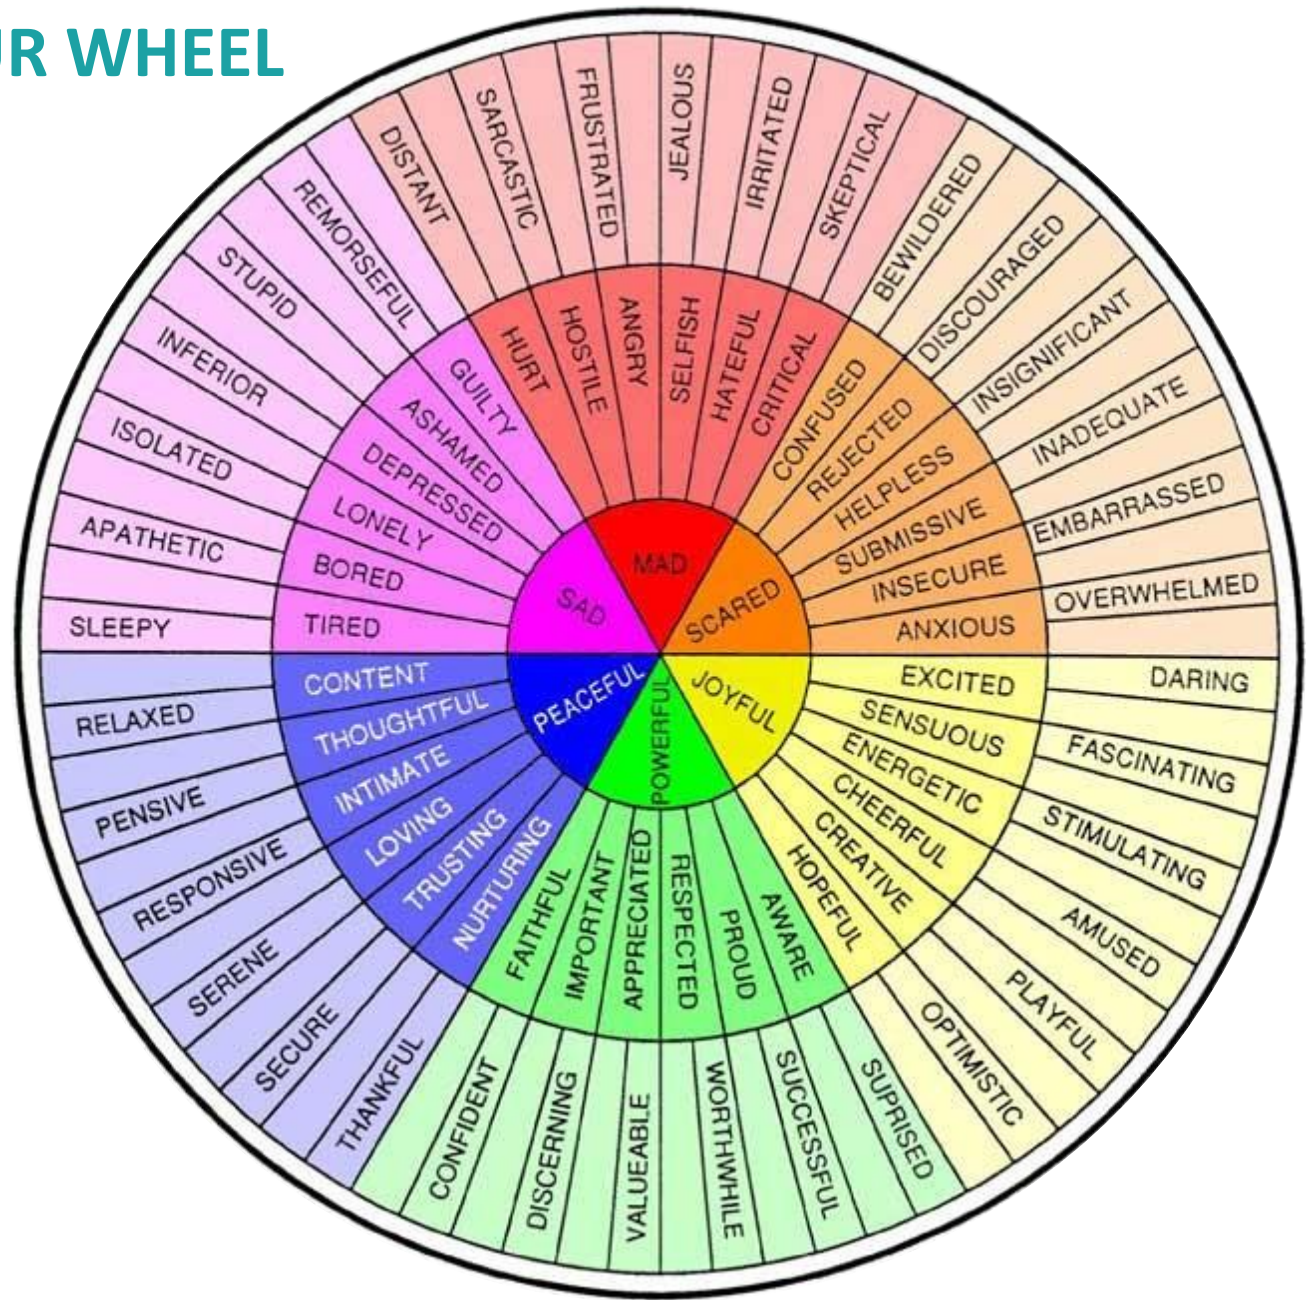 UR WHEEL
MAD
SCARED
JOYFUL
POWERFUL
PEACEFUL
SAD
HURT
HOSTILE
ANGRY
SELFISH
HATEFUL
CRITICAL
CONFUSED
REJECTED
HELPLESS
SUBMISSIVE
INSECURE
ANXIOUS
EXCITED
SENSUOUS
ENERGETIC
CHEERFUL
CREATIVE
HOPEFUL
AWARE
PROUD
RESPECTED
APPRECIATED
IMPORTANT
FAITHFUL
NURTURING
TRUSTING
LOVING
INTIMATE
THOUGHTFUL
CONTENT
TIRED
BORED
LONELY
DEPRESSED
ASHAMED
GUILTY
DISTANT
SARCASTIC
FRUSTRATED
JEALOUS
IRRITATED
SKEPTICAL
BEWILDERED
DISCOURAGED
INSIGNIFICANT
INADEQUATE
EMBARRASSED
OVERWHELMED
DARING
FASCINATING
STIMULATING
AMUSED
PLAYFUL
OPTIMISTIC
SUPRISED
SUCCESSFUL
WORTHWHILE
VALUEABLE
DISCERNING
CONFIDENT
THANKFUL
SECURE
SERENE
RESPONSIVE
PENSIVE
RELAXED
SLEEPY
APATHETIC
ISOLATED
INFERIOR
STUPID
REMORSEFUL